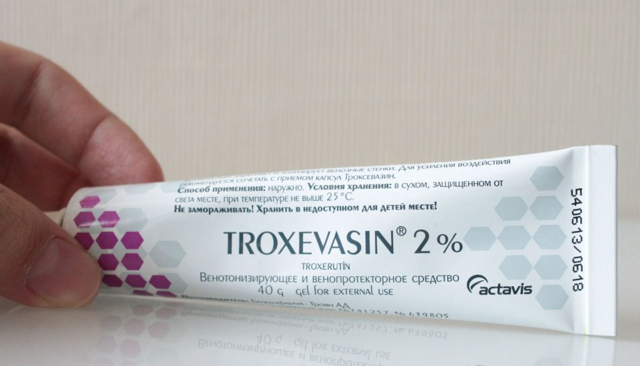 венозные стенки. Для усиления воздействия
рекомендуется сочетать с приемом капсул Троксевазин.
Способ применения: наружно. Условия хранения: в сухом, защищенном от
света месте, при температуре не выше 25°С.
Не замораживать! Хранить в недоступном для детей месте!
TROXEVASIN® 2%
TROXERUTIN
Венотонизирующее и венопротекторное средство
40 g gel for external use
actavis
540613/0618